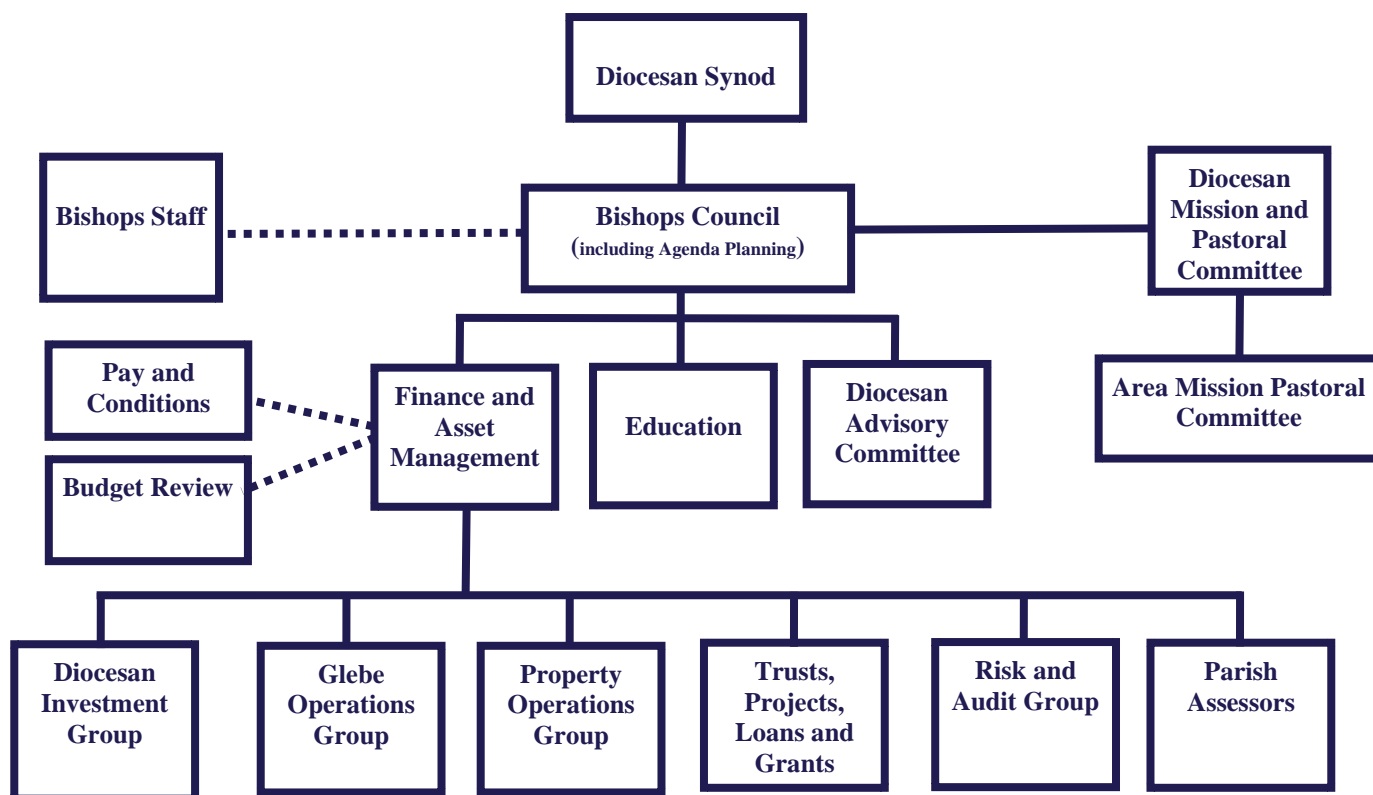 Diocesan Synod
Bishops Staff
Bishops Council
(including Agenda Planning)
Diocesan
Mission and
Pastoral
Committee
Pay and
Conditions
Budget Review
Finance and
Asset
Management
Education
Diocesan
Advisory
Committee
Area Mission Pastoral
Committee
Diocesan
Investment
Group
Glebe
Operations
Group
Property
Operations
Group
Trusts,
Projects,
Loans and
Grants
Risk and
Audit Group
Parish
Assessors